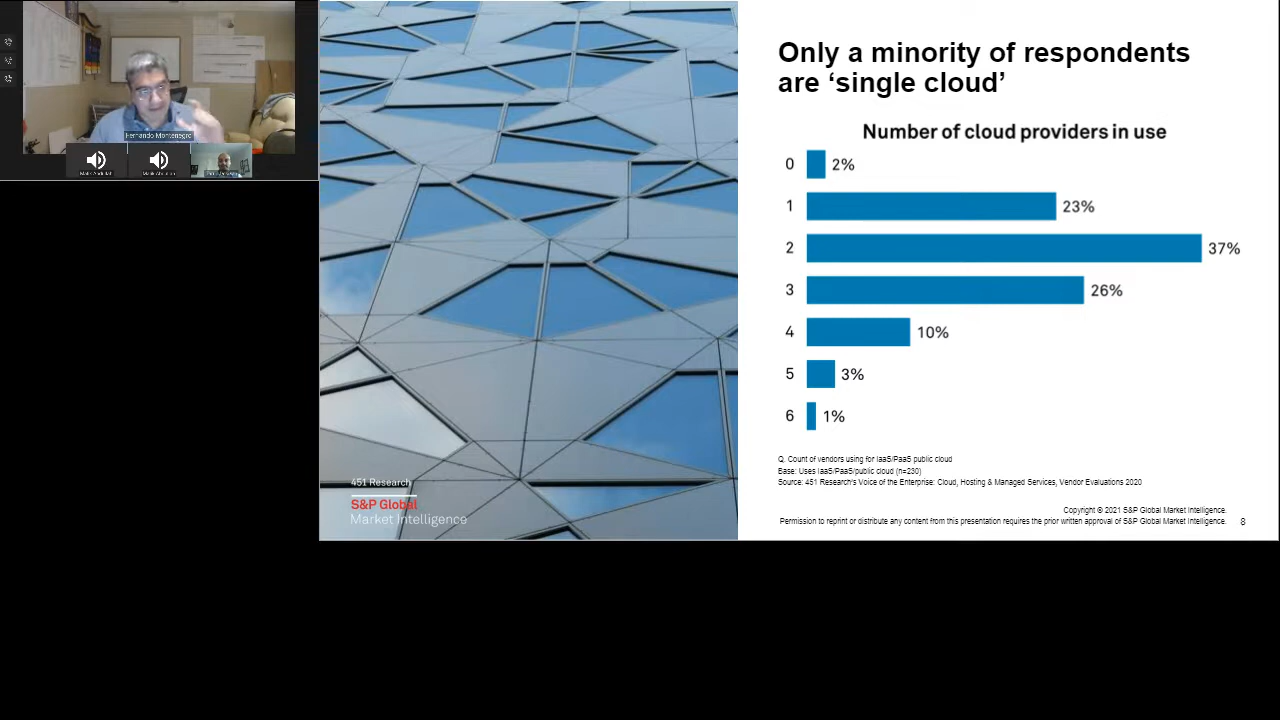 Fernando Montenegro
Only a minority of respondents
are ‘single cloud’
Number of cloud providers in use
0 2%
1 23%
2 37%
3 26%
4 10%
5 3%
6 1%
Q. Count of vendors using for IaaS/PaaS public cloud
Base: Uses IaaS/PaaS/public cloud (n=230)
Source: 451 Research's Voice of the Enterprise: Cloud, Hosting & Managed Services, Vendor Evaluations 2020
451 Research
S&P Global
Market Intelligence
Copyright © 2021 S&P Global Market Intelligence.
Permission to reprint or distribute any content from this presentation requires the prior written approval of S&P Global Market Intelligence.
8